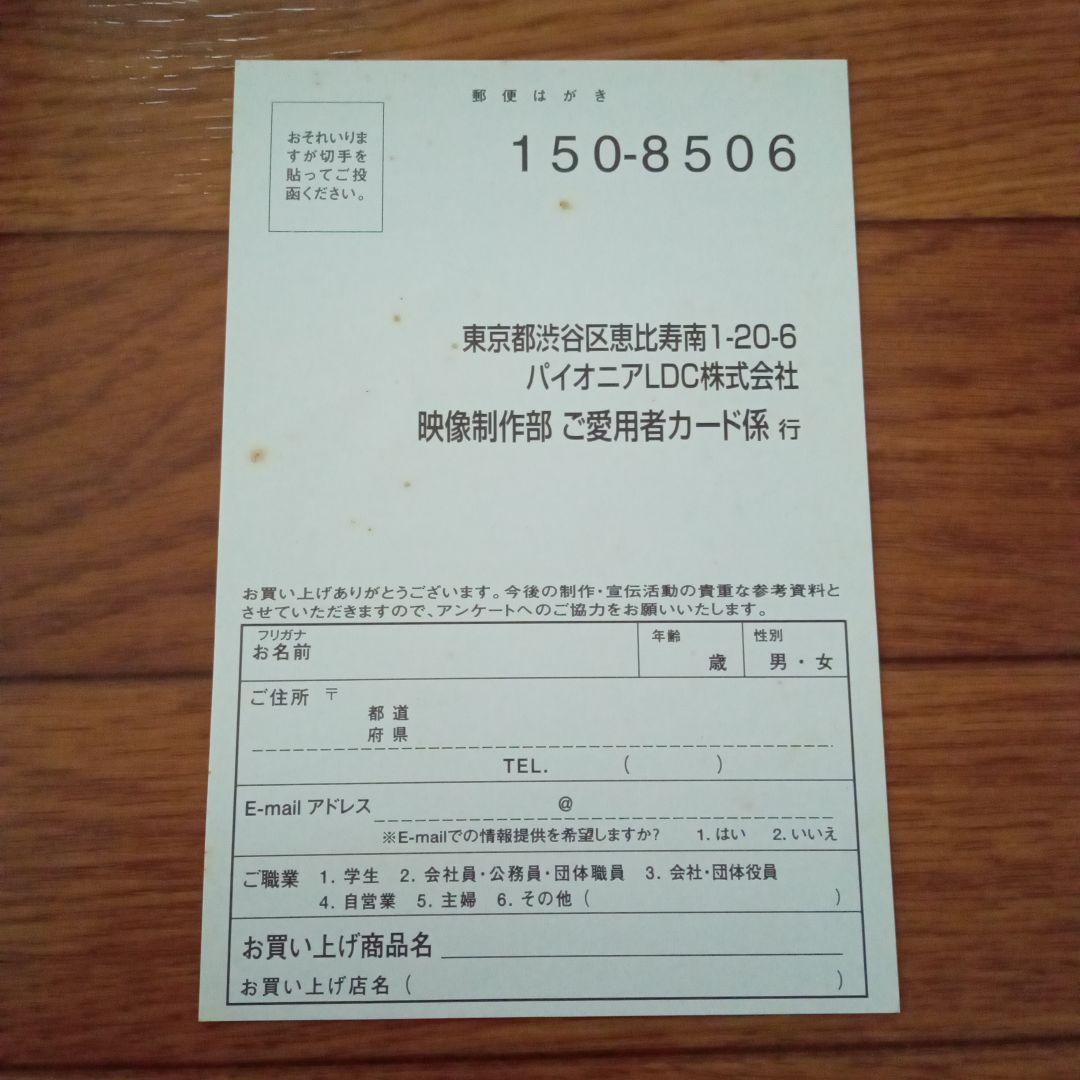 郵便はがき
おそれいりま
すが切手を
貼ってご投
函ください。
150-8506
東京都渋谷区恵比寿南1-20-6
パイオニアLDC株式会社
映像制作部 ご愛用者カード係 行
お買い上げありがとうございます。今後の制作・宣伝活動の貴重な参考資料と
させていただきますので、アンケートへのご協力をお願いいたします。
フリガナ
お名前
年齢
歳
性別
男・女
ご住所 〒
都道
府県
TEL. ( )
E-mail アドレス @
※E-mailでの情報提供を希望しますか? 1.はい 2.いいえ
ご職業 1. 学生 2. 会社員・公務員・団体職員 3. 会社・団体役員
4. 自営業 5. 主婦 6. その他 ( )
お買い上げ商品名
お買い上げ店名 ( )